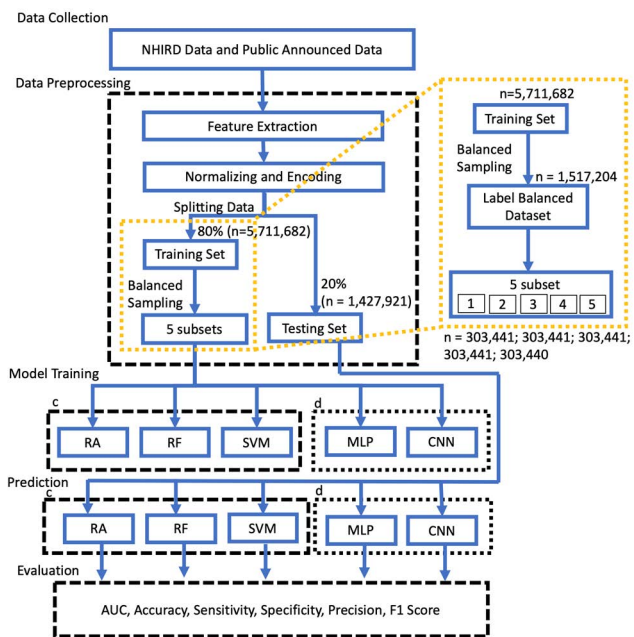 Data Collection
NHIRD Data and Public Announced Data
Data Preprocessing
Feature Extraction
Normalizing and Encoding
Splitting Data
80% (n=5,711,682)
Training Set
Balanced
Sampling
5 subsets
20%
(n = 1,427,921)
Testing Set
n=5,711,682
Training Set
Balanced
Sampling
n = 1,517,204
Label Balanced
Dataset
5 subset
1 2 3 4 5
n = 303,441; 303,441; 303,441;
303,441; 303,440
Model Training
c
RA RF SVM
d
MLP CNN
Prediction
c
RA RF SVM
d
MLP CNN
Evaluation
AUC, Accuracy, Sensitivity, Specificity, Precision, F1 Score